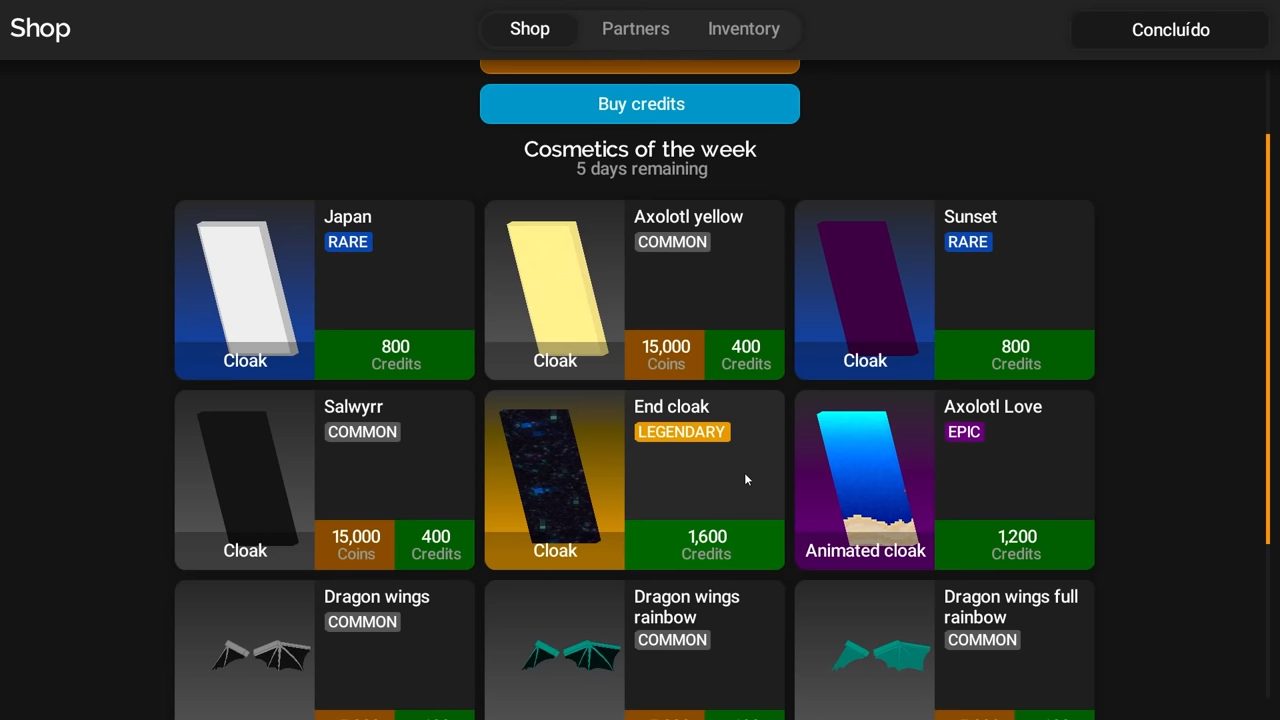 Shop
Shop
Partners
Inventory
Concluído
Buy credits
Cosmetics of the week
5 days remaining
Japan
RARE
Cloak
800
Credits
Axolotl yellow
COMMON
Cloak
15,000
Coins
400
Credits
Sunset
RARE
Cloak
800
Credits
Salwyrr
COMMON
Cloak
15,000
Coins
400
Credits
End cloak
LEGENDARY
Cloak
1,600
Credits
Axolotl Love
EPIC
Animated cloak
1,200
Credits
Dragon wings
COMMON
Dragon wings
rainbow
COMMON
Dragon wings full
rainbow
COMMON